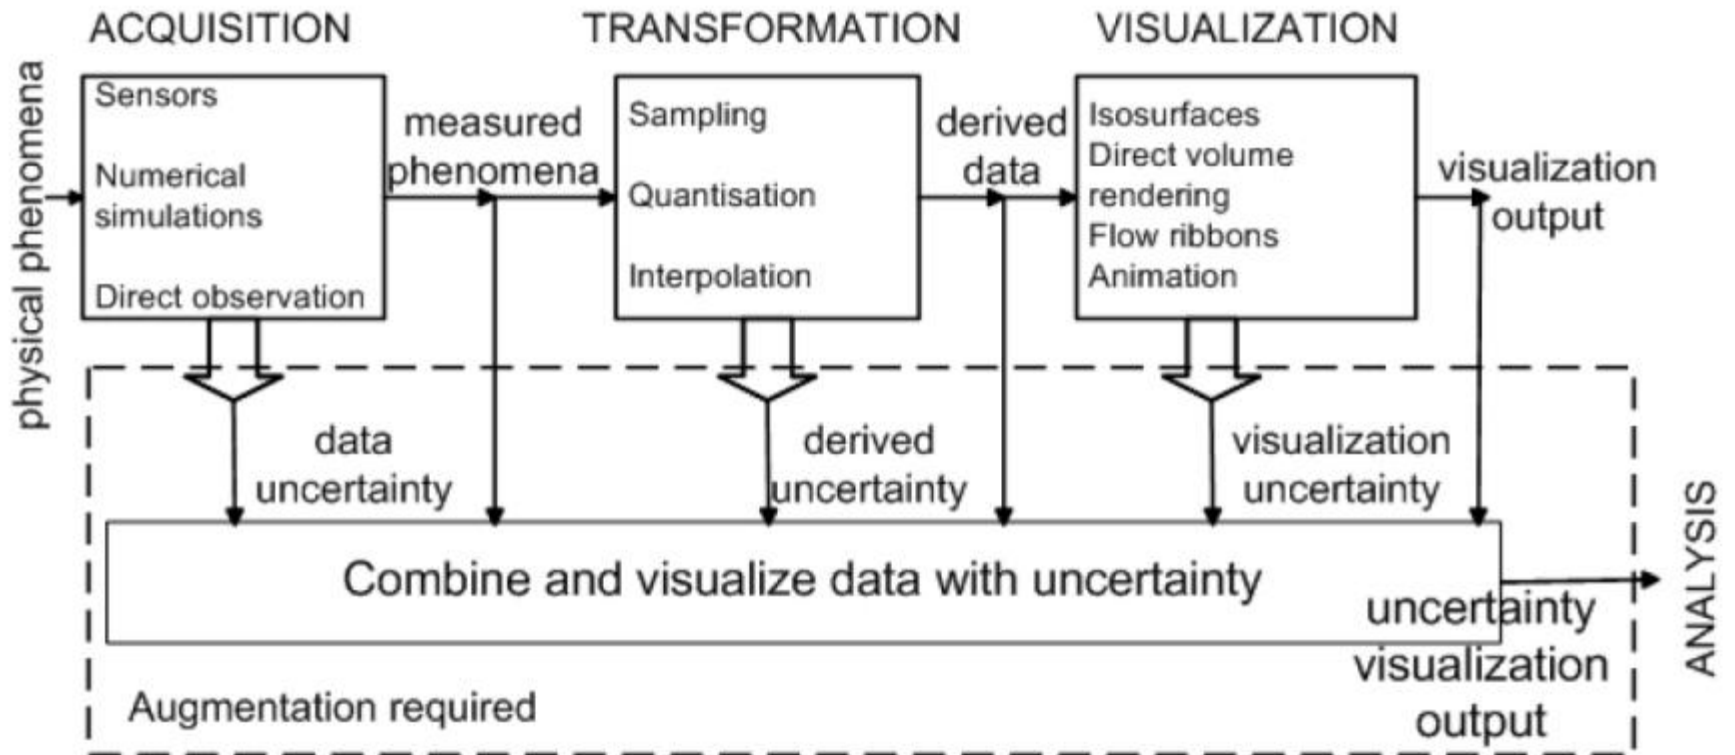 ACQUISITION
TRANSFORMATION
VISUALIZATION
physical phenomena
Sensors
Numerical
simulations
Direct observation
measured
phenomena
Sampling
Quantisation
Interpolation
derived
data
Isosurfaces
Direct volume
rendering
Flow ribbons
Animation
visualization
output
data
uncertainty
derived
uncertainty
visualization
uncertainty
Combine and visualize data with uncertainty
uncertainty
visualization
output
ANALYSIS
Augmentation required